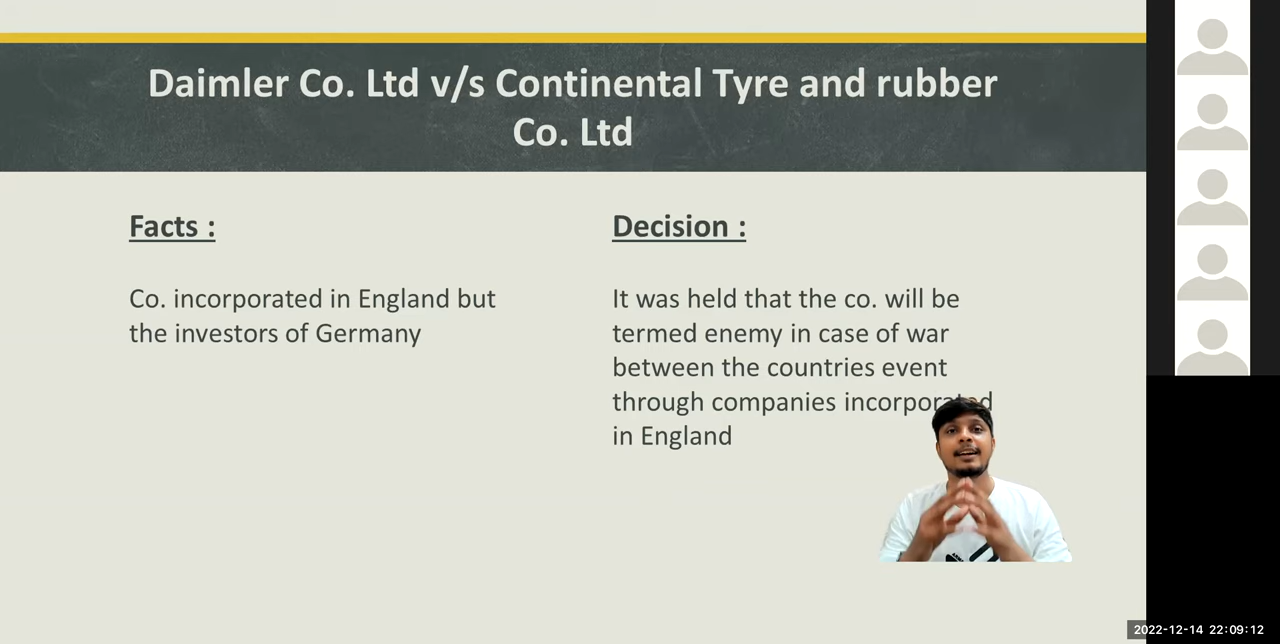 Daimler Co. Ltd v/s Continental Tyre and rubber
Co. Ltd
Facts :
Co. incorporated in England but
the investors of Germany
Decision :
It was held that the co. will be
termed enemy in case of war
between the countries event
through companies incorporated
in England
2022-12-14 22:09:12